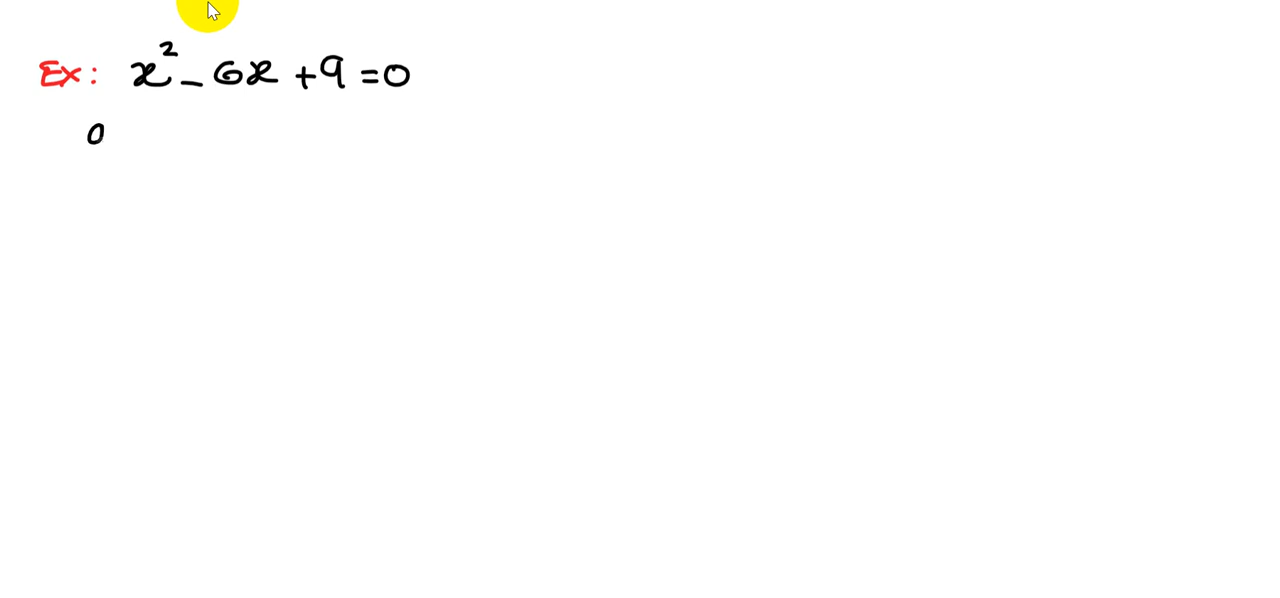 Ex: x² - 6x + 9 = 0
0